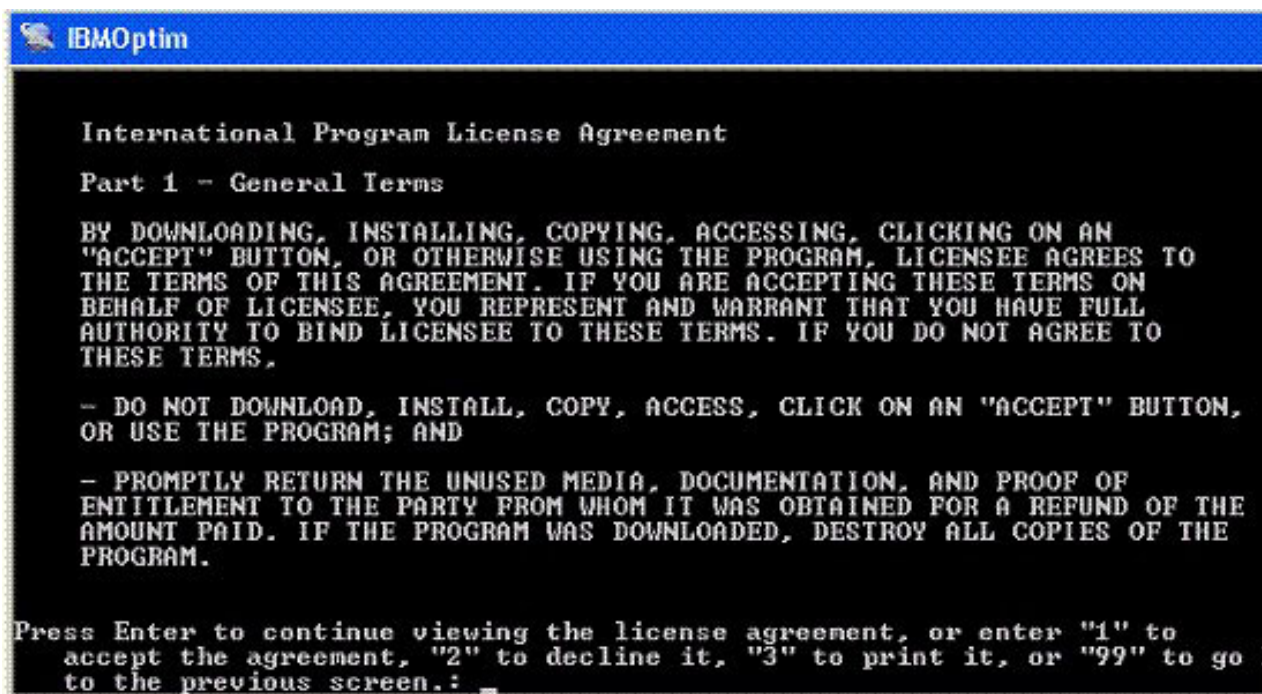 IBMOptim
International Program License Agreement
Part 1 - General Terms
BY DOWNLOADING, INSTALLING, COPYING, ACCESSING, CLICKING ON AN
"ACCEPT" BUTTON, OR OTHERWISE USING THE PROGRAM, LICENSEE AGREES TO
THE TERMS OF THIS AGREEMENT. IF YOU ARE ACCEPTING THESE TERMS ON
BEHALF OF LICENSEE, YOU REPRESENT AND WARRANT THAT YOU HAVE FULL
AUTHORITY TO BIND LICENSEE TO THESE TERMS. IF YOU DO NOT AGREE TO
THESE TERMS,
- DO NOT DOWNLOAD, INSTALL, COPY, ACCESS, CLICK ON AN "ACCEPT" BUTTON,
OR USE THE PROGRAM; AND
- PROMPTLY RETURN THE UNUSED MEDIA, DOCUMENTATION, AND PROOF OF
ENTITLEMENT TO THE PARTY FROM WHOM IT WAS OBTAINED FOR A REFUND OF THE
AMOUNT PAID. IF THE PROGRAM WAS DOWNLOADED, DESTROY ALL COPIES OF THE
PROGRAM.
Press Enter to continue viewing the license agreement, or enter "1" to
accept the agreement, "2" to decline it, "3" to print it, or "99" to go
to the previous screen.: _